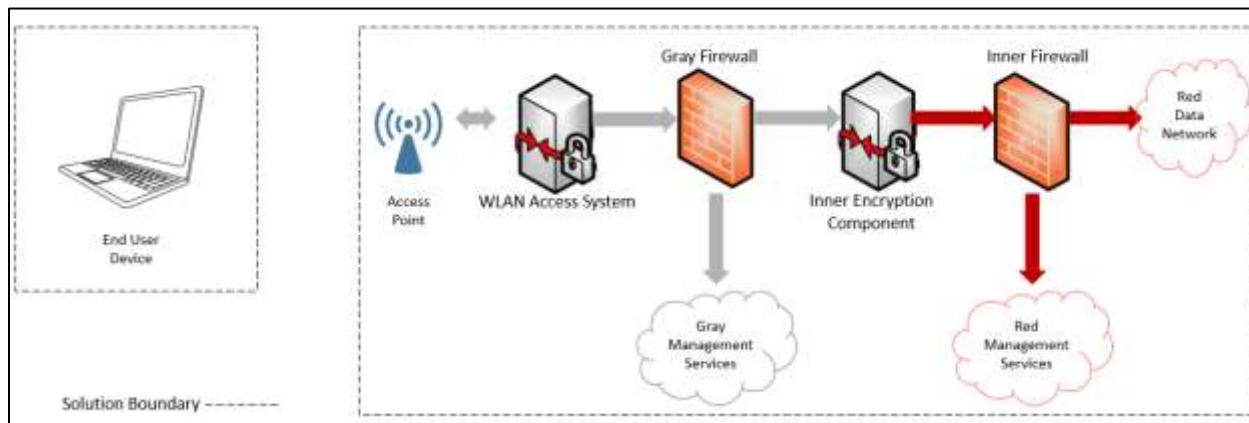 Gray Firewall
Inner Firewall
Red
Data
Network
Access
Point
WLAN Access System
Inner Encryption
Component
End User
Device
Gray
Management
Services
Red
Management
Services
Solution Boundary